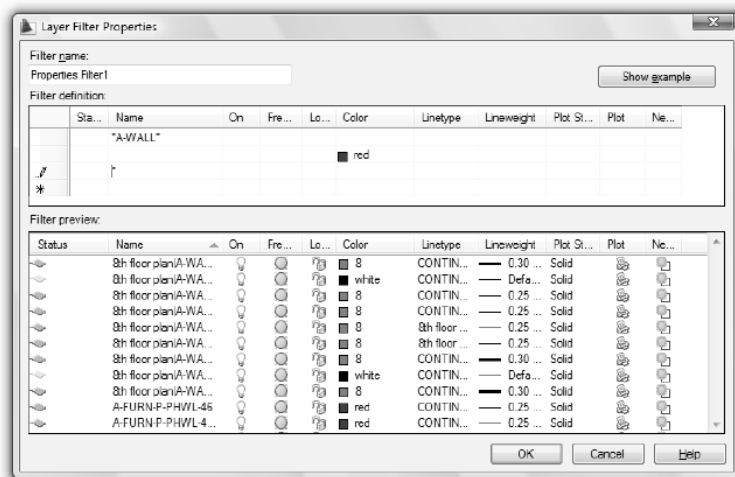 Layer Filter Properties
Filter name:
Properties Filter1
Show example
Filter definition:
Sta... Name On Fre... Lo... Color Linetype Lineweight Plot St... Plot Ne...
"A-WALL"
red
*
Filter preview:
Status Name On Fre... Lo... Color Linetype Lineweight Plot St... Plot Ne...
8th floor plan|A-WA... 8 CONTIN... 0.30 ... Solid
8th floor plan|A-WA... white CONTIN... Defa... Solid
8th floor plan|A-WA... 8 CONTIN... 0.25 ... Solid
8th floor plan|A-WA... 8 CONTIN... 0.25 ... Solid
8th floor plan|A-WA... 8 8th floor ... 0.25 ... Solid
8th floor plan|A-WA... 8 8th floor ... 0.25 ... Solid
8th floor plan|A-WA... 8 CONTIN... 0.30 ... Solid
8th floor plan|A-WA... white CONTIN... Defa... Solid
8th floor plan|A-WA... 8 CONTIN... 0.30 ... Solid
A-FURN-P-PHWL-46 red CONTIN... 0.25 ... Solid
A-FURN-P-PHWL-4... red CONTIN... 0.25 ... Solid
OK Cancel Help